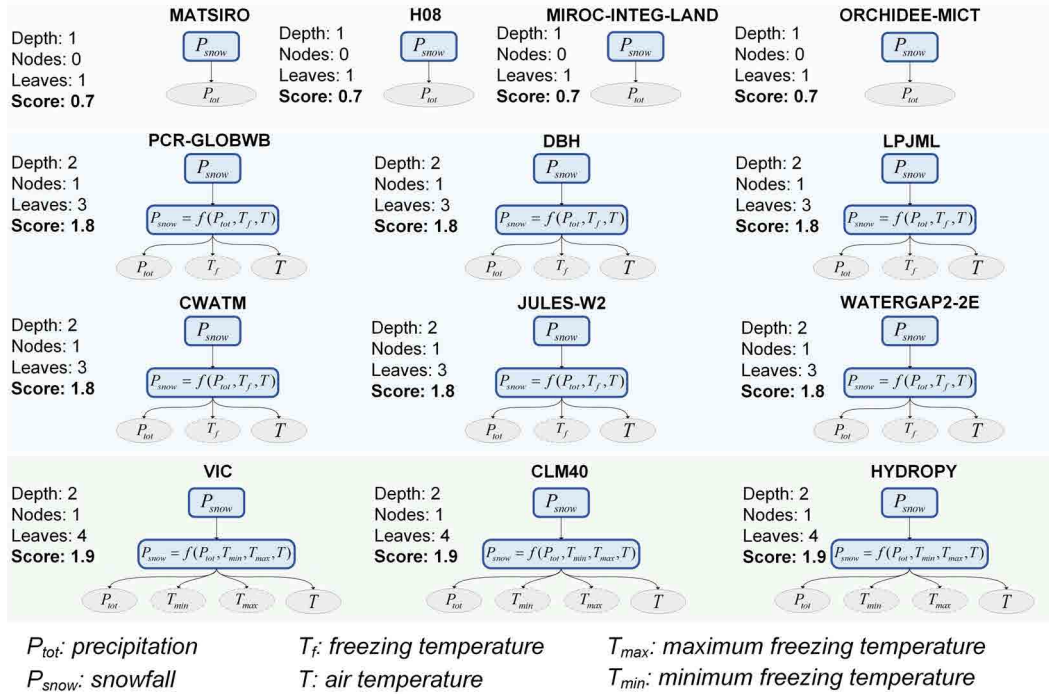 MATSIRO
Depth: 1
Nodes: 0
Leaves: 1
Score: 0.7
P_snow
P_tot
H08
Depth: 1
Nodes: 0
Leaves: 1
Score: 0.7
P_snow
P_tot
MIROC-INTEG-LAND
Depth: 1
Nodes: 0
Leaves: 1
Score: 0.7
P_snow
P_tot
ORCHIDEE-MICT
Depth: 1
Nodes: 0
Leaves: 1
Score: 0.7
P_snow
P_tot
PCR-GLOBWB
Depth: 2
Nodes: 1
Leaves: 3
Score: 1.8
P_snow
P_snow = f(P_tot, T_f, T)
P_tot T_f T
DBH
Depth: 2
Nodes: 1
Leaves: 3
Score: 1.8
P_snow
P_snow = f(P_tot, T_f, T)
P_tot T_f T
LPJML
Depth: 2
Nodes: 1
Leaves: 3
Score: 1.8
P_snow
P_snow = f(P_tot, T_f, T)
P_tot T_f T
CWATM
Depth: 2
Nodes: 1
Leaves: 3
Score: 1.8
P_snow
P_snow = f(P_tot, T_f, T)
P_tot T_f T
JULES-W2
Depth: 2
Nodes: 1
Leaves: 3
Score: 1.8
P_snow
P_snow = f(P_tot, T_f, T)
P_tot T_f T
WATERGAP2-2E
Depth: 2
Nodes: 1
Leaves: 3
Score: 1.8
P_snow
P_snow = f(P_tot, T_f, T)
P_tot T_f T
VIC
Depth: 2
Nodes: 1
Leaves: 4
Score: 1.9
P_snow
P_snow = f(P_tot, T_min, T_max, T)
P_tot T_min T_max T
CLM40
Depth: 2
Nodes: 1
Leaves: 4
Score: 1.9
P_snow
P_snow = f(P_tot, T_min, T_max, T)
P_tot T_min T_max T
HYDROPY
Depth: 2
Nodes: 1
Leaves: 4
Score: 1.9
P_snow
P_snow = f(P_tot, T_min, T_max, T)
P_tot T_min T_max T
P_tot: precipitation
T_f: freezing temperature
T_max: maximum freezing temperature
P_snow: snowfall
T: air temperature
T_min: minimum freezing temperature